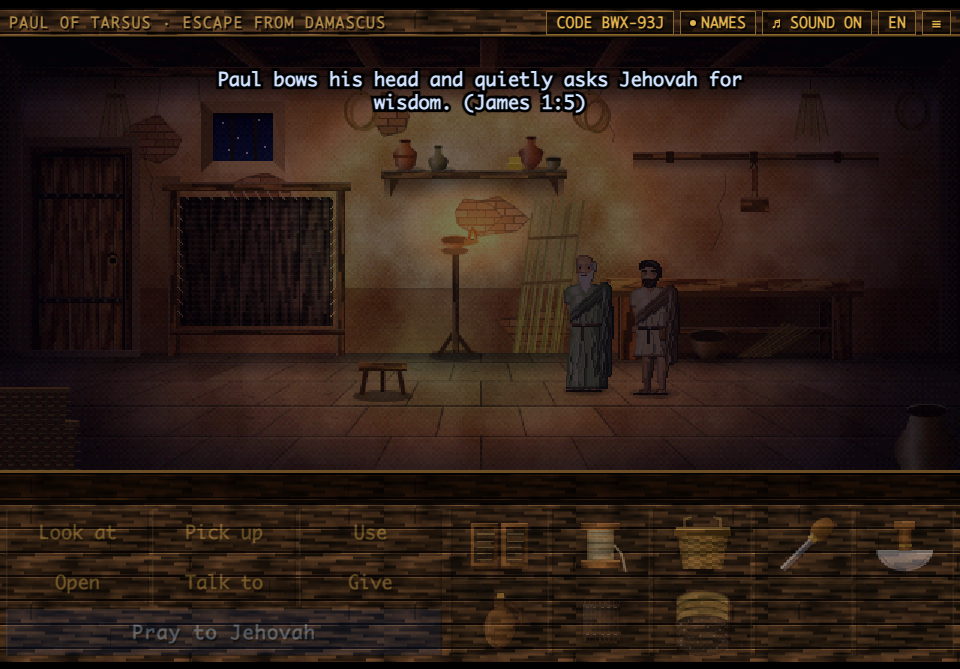 PAUL OF TARSUS · ESCAPE FROM DAMASCUS
CODE BWX-93J
• NAMES
♬ SOUND ON
EN
≡
Paul bows his head and quietly asks Jehovah for
wisdom. (James 1:5)
Look at
Pick up
Use
Open
Talk to
Give
Pray to Jehovah